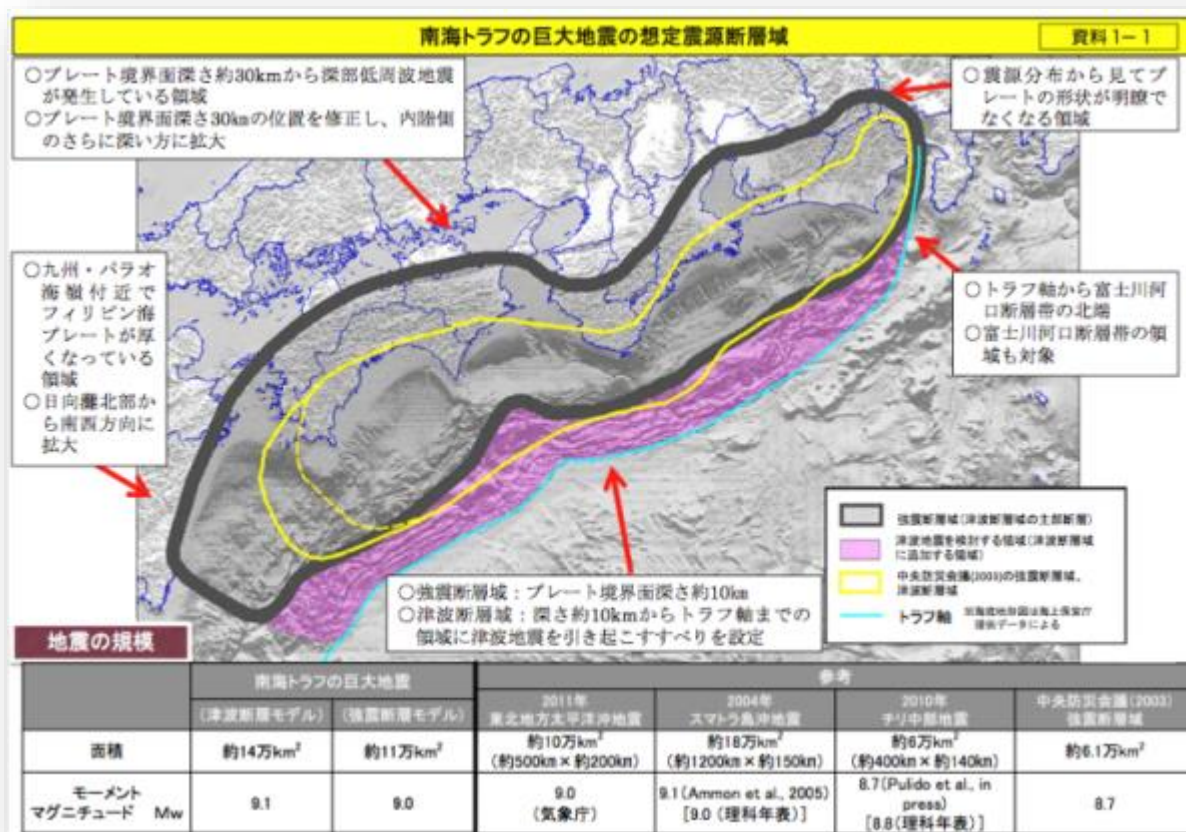 南海トラフの巨大地震の想定震源断層域
資料1-1
○プレート境界面深さ約30kmから深部低周波地震
が発生している領域
○プレート境界面深さ30kmの位置を修正し、内陸側
のさらに深い方に拡大
○震源分布から見てプ
レートの形状が明瞭で
なくなる領域
○九州・パラオ
海嶺付近で
フィリピン海
プレートが厚
くなっている
領域
○日向灘北部か
ら南西方向に
拡大
○トラフ軸から富士川河
口断層帯の北端
○富士川河口断層帯の領
域も対象
○強震断層域：プレート境界面深さ約10km
○津波断層域：深さ約10kmからトラフ軸までの
領域に津波地震を引き起こすすべりを設定
強震断層域(津波断層域の主部断層)
津波地震を検討する領域(津波断層域
に追加する領域)
中央防災会議(2003)の強震断層域、
津波断層域
トラフ軸
※海底地形図は海上保安庁
提供データによる
地震の規模
南海トラフの巨大地震
参考
(津波断層モデル)
(強震断層モデル)
2011年
東北地方太平洋沖地震
2004年
スマトラ島沖地震
2010年
チリ中部地震
中央防災会議(2003)
強震断層域
面積
約14万km²
約11万km²
約10万km²
(約500km×約200km)
約18万km²
(約1200km×約150km)
約6万km²
(約400km×約140km)
約6.1万km²
モーメント
マグニチュード Mw
9.1
9.0
9.0
(気象庁)
9.1(Ammon et al., 2005)
[9.0 (理科年表)]
8.7(Pulido et al., in
press)
[8.8(理科年表)]
8.7